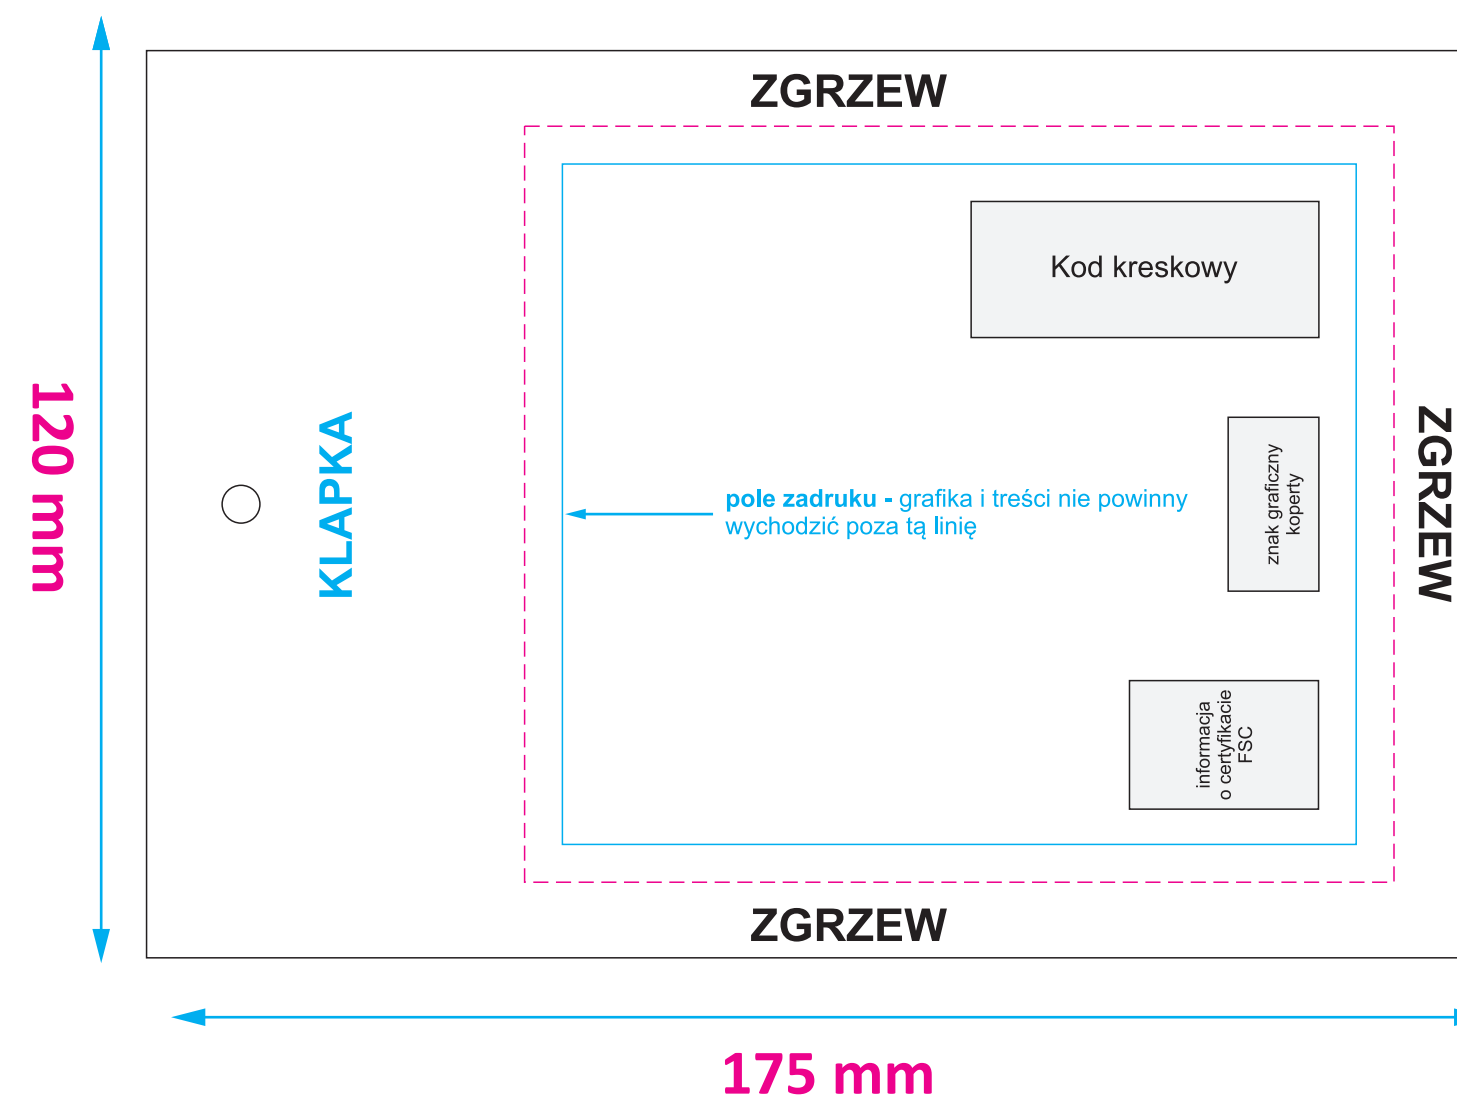 ZGRZEW
Kod kreskowy
120 mm
KLAPKA
pole zadruku - grafika i treści nie powinny
wychodzić poza tą linię
znak graficzny
koperty
ZGRZEW
informacja
o certyfikacie
FSC
ZGRZEW
175 mm